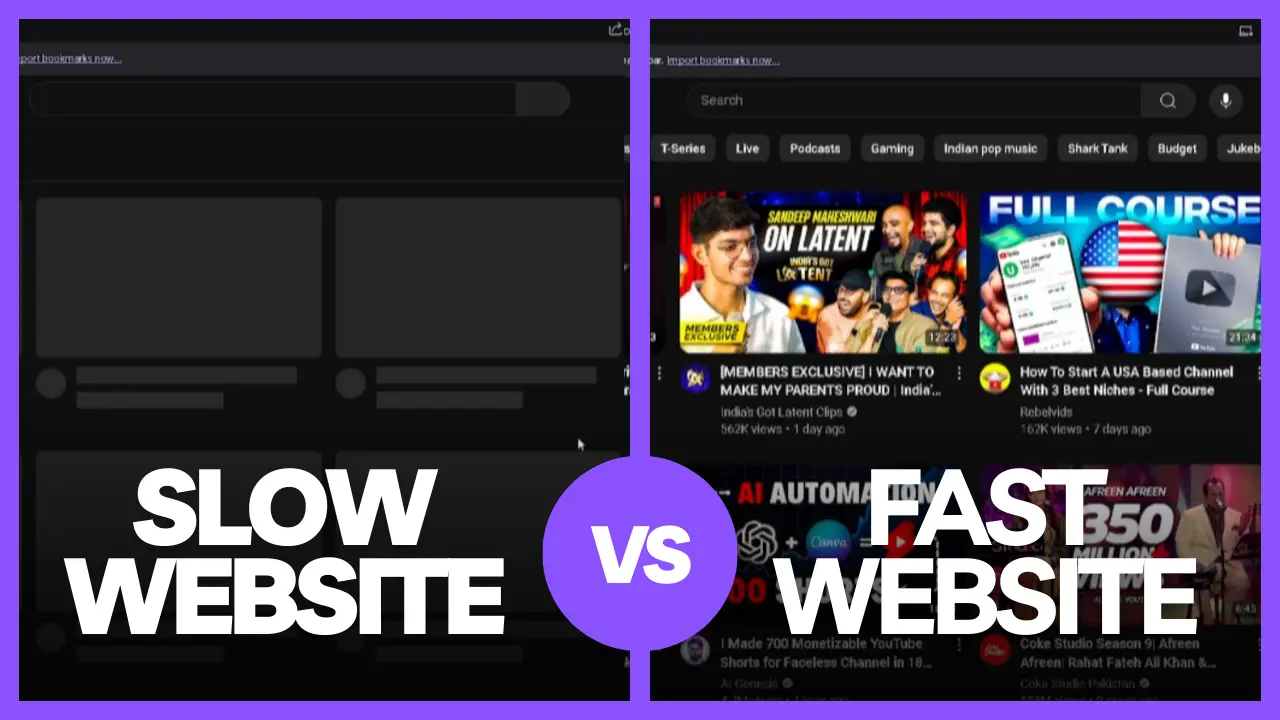 port bookmarks now...
SLOW
WEBSITE
VS
bar. Import bookmarks now...
Search
T-Series
Live
Podcasts
Gaming
Indian pop music
Shark Tank
Budget
Jukeb
SANDEEP MAHESHWARI
ON LATENT
INDIA'S GOT
LATENT
MEMBERS
EXCLUSIVE
12:23
FULL COURSE
21:34
[MEMBERS EXCLUSIVE] I WANT TO
MAKE MY PARENTS PROUD | India'...
India's Got Latent Clips
562K views • 1 day ago
How To Start A USA Based Channel
With 3 Best Niches - Full Course
Rebelvids
162K views • 7 days ago
→ AI AUTOMATION
+ Canva =
00 SHORTS
AFREEN AFREEN
350
MILLION+
VIEWS
6:45
FAST
WEBSITE
I Made 700 Monetizable YouTube
Shorts for Faceless Channel in 18...
AI Genesis
Coke Studio Season 9| Afreen
Afreen| Rahat Fateh Ali Khan &...
Coke Studio Pakistan